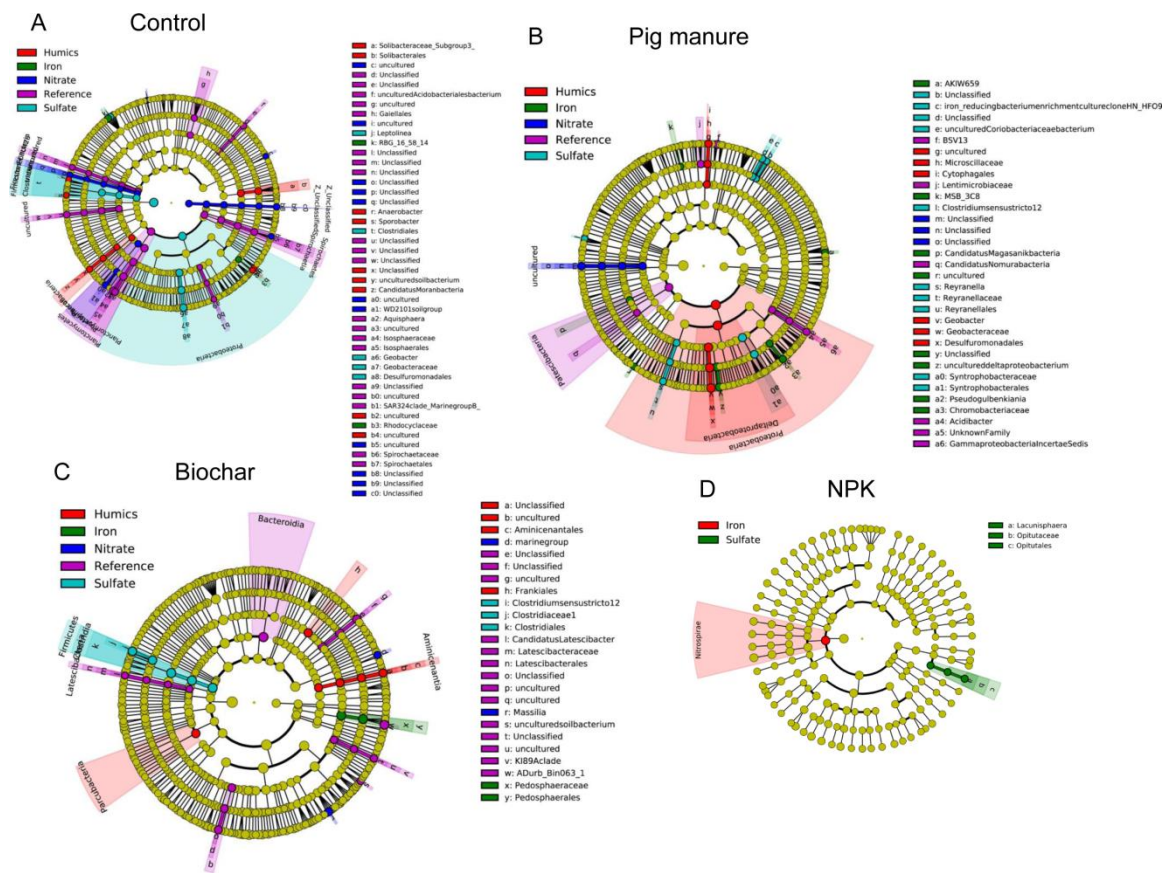 A
Control
Humics
Iron
Nitrate
Reference
Sulfate
a: Solibacteraceae_Subgroup3_
b: Solibacterales
c: uncultured
d: Unclassified
e: Unclassified
f: unculturedAcidobacterialesbacterium
g: uncultured
h: Gaiellales
i: uncultured
j: Leptolinea
k: RBG_16_58_14
l: Unclassified
m: Unclassified
n: Unclassified
o: Unclassified
p: Unclassified
q: Unclassified
r: Anaerobacter
s: Sporobacter
t: Clostridiales
u: Unclassified
v: Unclassified
w: Unclassified
x: Unclassified
y: unculturedsoilbacterium
z: CandidatusMoranbacteria
a0: uncultured
a1: WD2101soilgroup
a2: Aquisphaera
a3: uncultured
a4: Isosphaeraceae
a5: Isosphaerales
a6: Geobacter
a7: Geobacteraceae
a8: Desulfuromonadales
a9: Unclassified
b0: uncultured
b1: SAR324clade_MarinegroupB_
b2: uncultured
b3: Rhodocyclaceae
b4: uncultured
b5: uncultured
b6: Spirochaetaceae
b7: Spirochaetales
b8: Unclassified
b9: Unclassified
c0: Unclassified
uncultured
Z_Unclassified
Proteobacteria
Planctomycetes
B
Pig manure
Humics
Iron
Nitrate
Reference
Sulfate
a: AKIW659
b: Unclassified
c: iron_reducingbacteriumenrichmentculturecloneHN_HFO9
d: Unclassified
e: unculturedCoriobacteriaceaebacterium
f: BSV13
g: uncultured
h: Microscillaceae
i: Cytophagales
j: Lentimicrobiaceae
k: MSB_3C8
l: Clostridiumsensustricto12
m: Unclassified
n: Unclassified
o: Unclassified
p: CandidatusMagasanikbacteria
q: CandidatusNomurabacteria
r: uncultured
s: Reyranella
t: Reyranellaceae
u: Reyranellales
v: Geobacter
w: Geobacteraceae
x: Desulfuromonadales
y: Unclassified
z: uncultureddeltaproteobacterium
a0: Syntrophobacteraceae
a1: Syntrophobacterales
a2: Pseudogulbenkiania
a3: Chromobacteriaceae
a4: Acidibacter
a5: UnknownFamily
a6: GammaproteobacteriaIncertaeSedis
uncultured
Patescibacteria
Deltaproteobacteria
Proteobacteria
C
Biochar
Humics
Iron
Nitrate
Reference
Sulfate
a: Unclassified
b: uncultured
c: Aminicenantales
d: marinegroup
e: Unclassified
f: Unclassified
g: uncultured
h: Frankiales
i: Clostridiumsensustricto12
j: Clostridiaceae1
k: Clostridiales
l: CandidatusLatescibacter
m: Latescibacteraceae
n: Latescibacterales
o: Unclassified
p: uncultured
q: uncultured
r: Massilia
s: unculturedsoilbacterium
t: Unclassified
u: uncultured
v: KI89Aclade
w: ADurb_Bin063_1
x: Pedosphaeraceae
y: Pedosphaerales
Bacteroidia
Aminicenantia
Firmicutes
Parcubacteria
D
NPK
Iron
Sulfate
a: Lacunisphaera
b: Opitutaceae
c: Opitutales
Nitrospirae